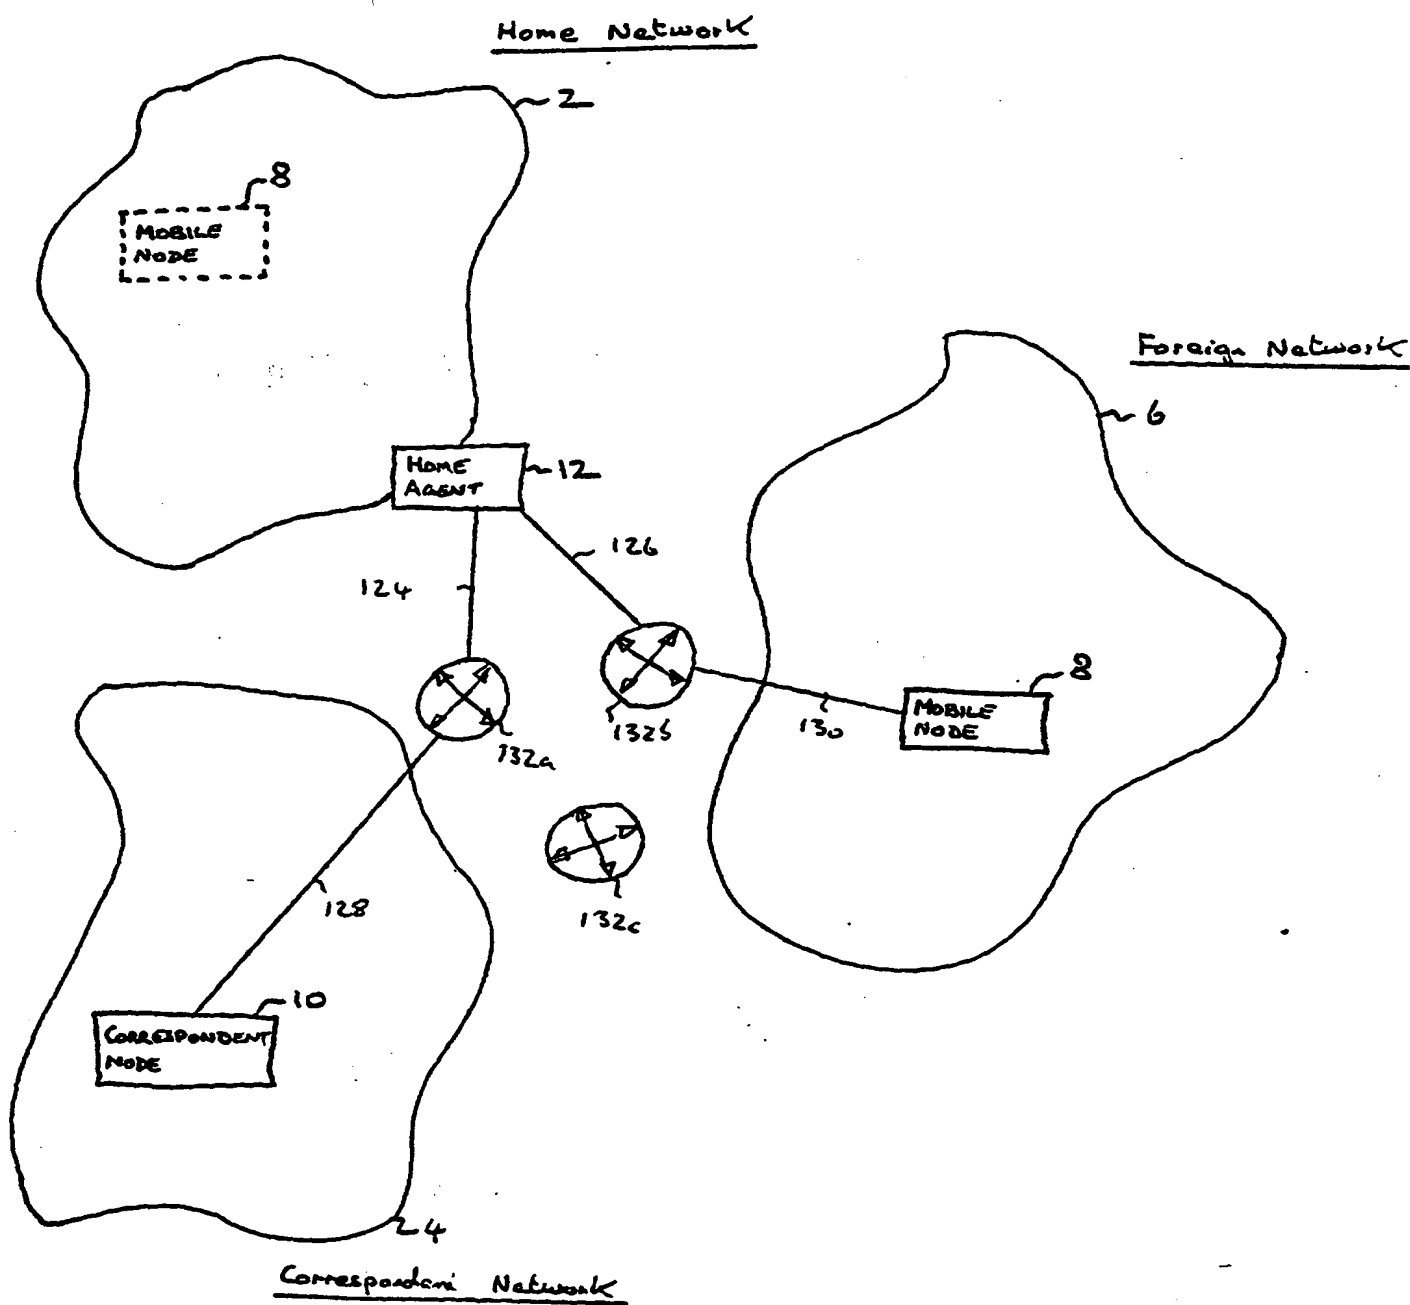 Home Network
2
8
MOBILE
NODE
Foreign Network
6
HOME
AGENT
12
126
124
8
MOBILE
NODE
130
132b
132a
132c
128
10
CORRESPONDENT
NODE
24
Correspondent Network